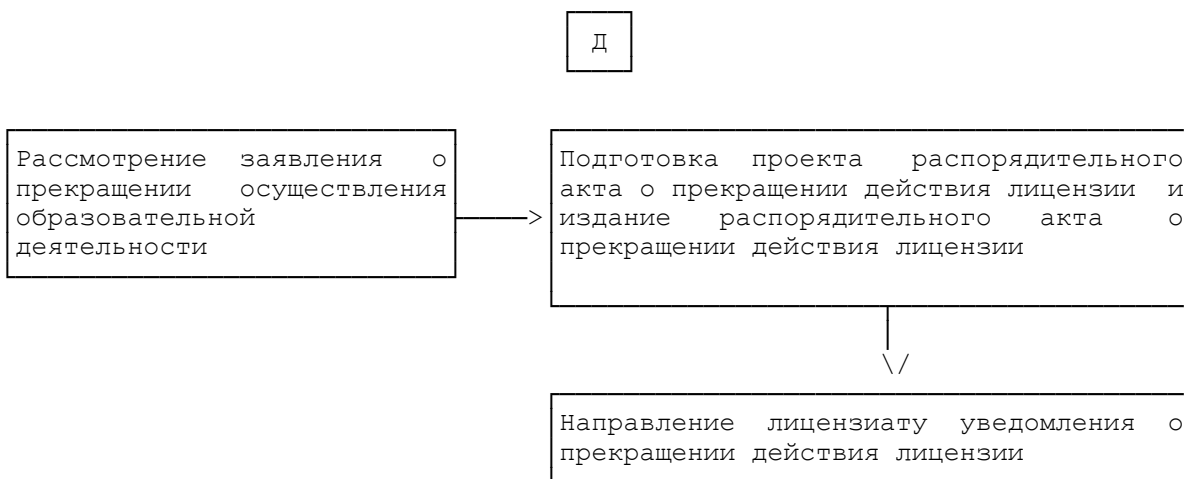 Д
Рассмотрение заявления о
прекращении осуществления
образовательной
деятельности
Подготовка проекта распорядительного
акта о прекращении действия лицензии и
издание распорядительного акта о
прекращении действия лицензии
Направление лицензиату уведомления о
прекращении действия лицензии